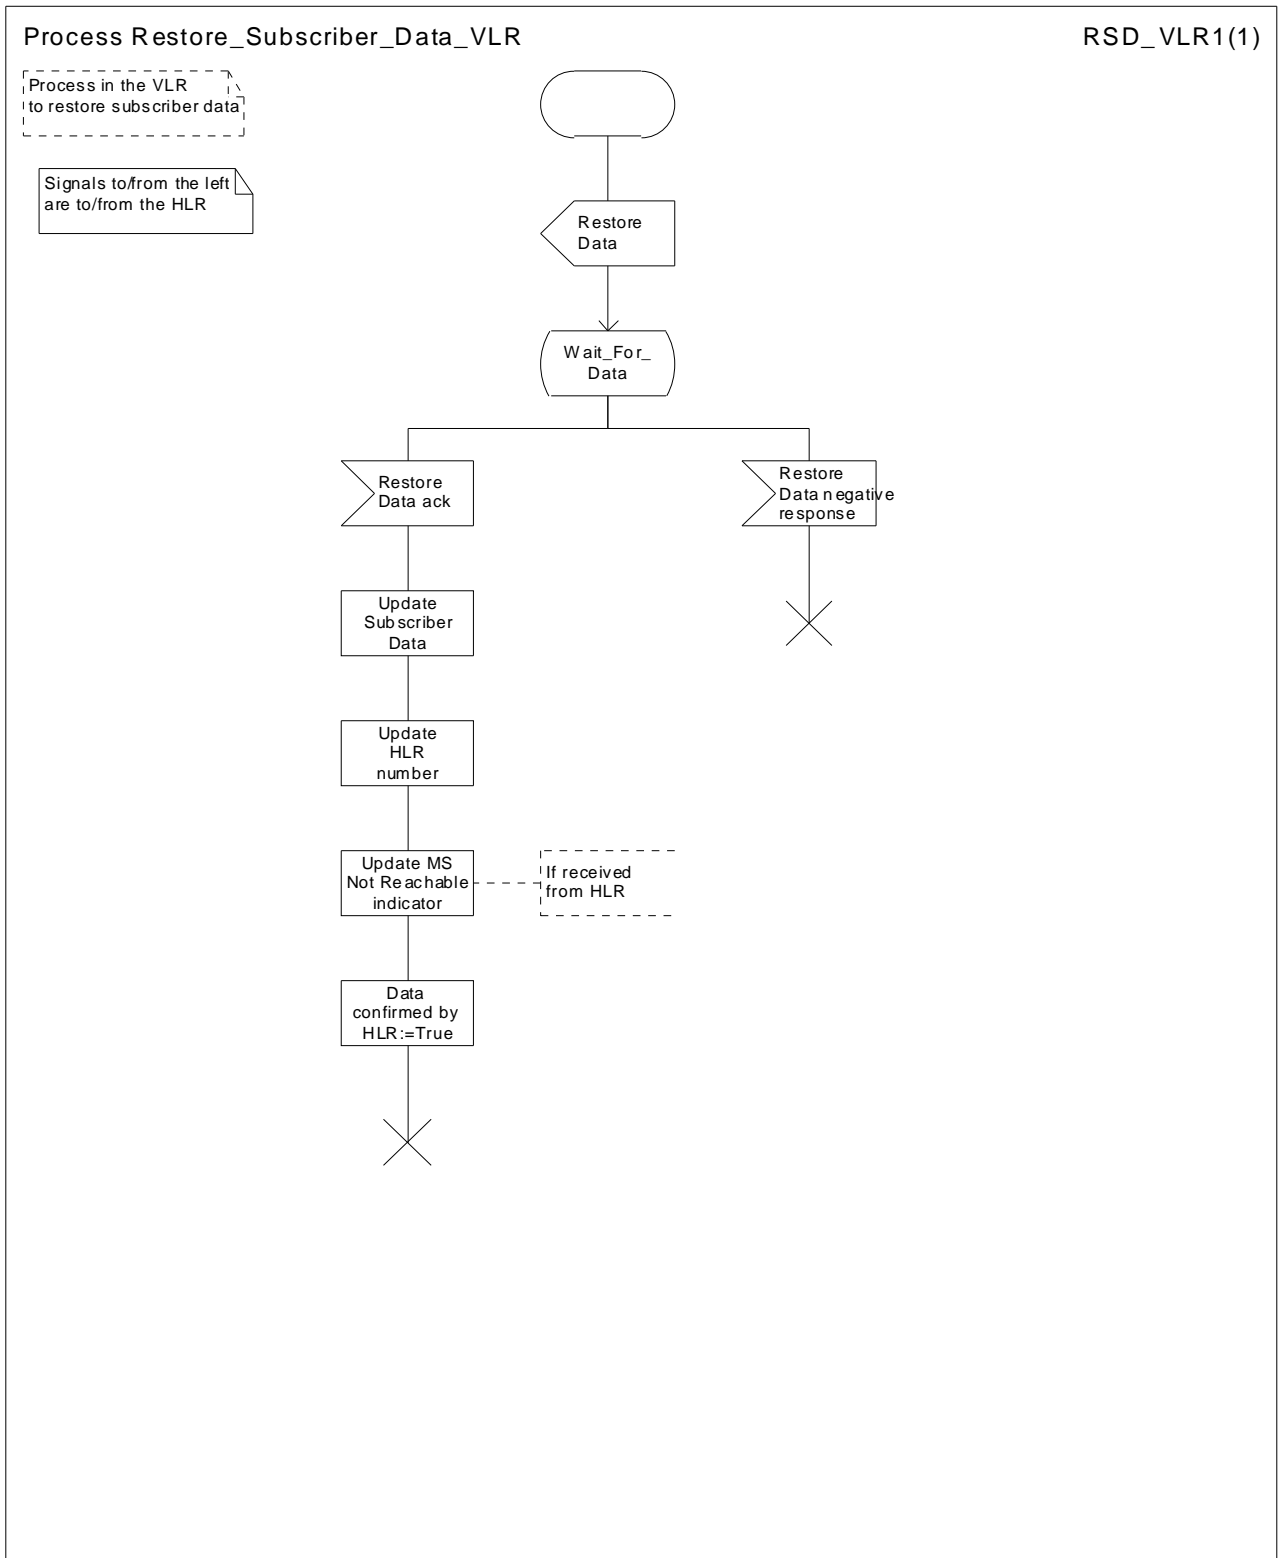 Process Restore_Subscriber_Data_VLR
RSD_VLR1(1)
Process in the VLR
to restore subscriber data
Signals to/from the left
are to/from the HLR
Restore
Data
Wait_For_
Data
Restore
Data ack
Restore
Data negative
response
Update
Subscriber
Data
Update
HLR
number
Update MS
Not Reachable
indicator
If received
from HLR
Data
confirmed by
HLR:=True